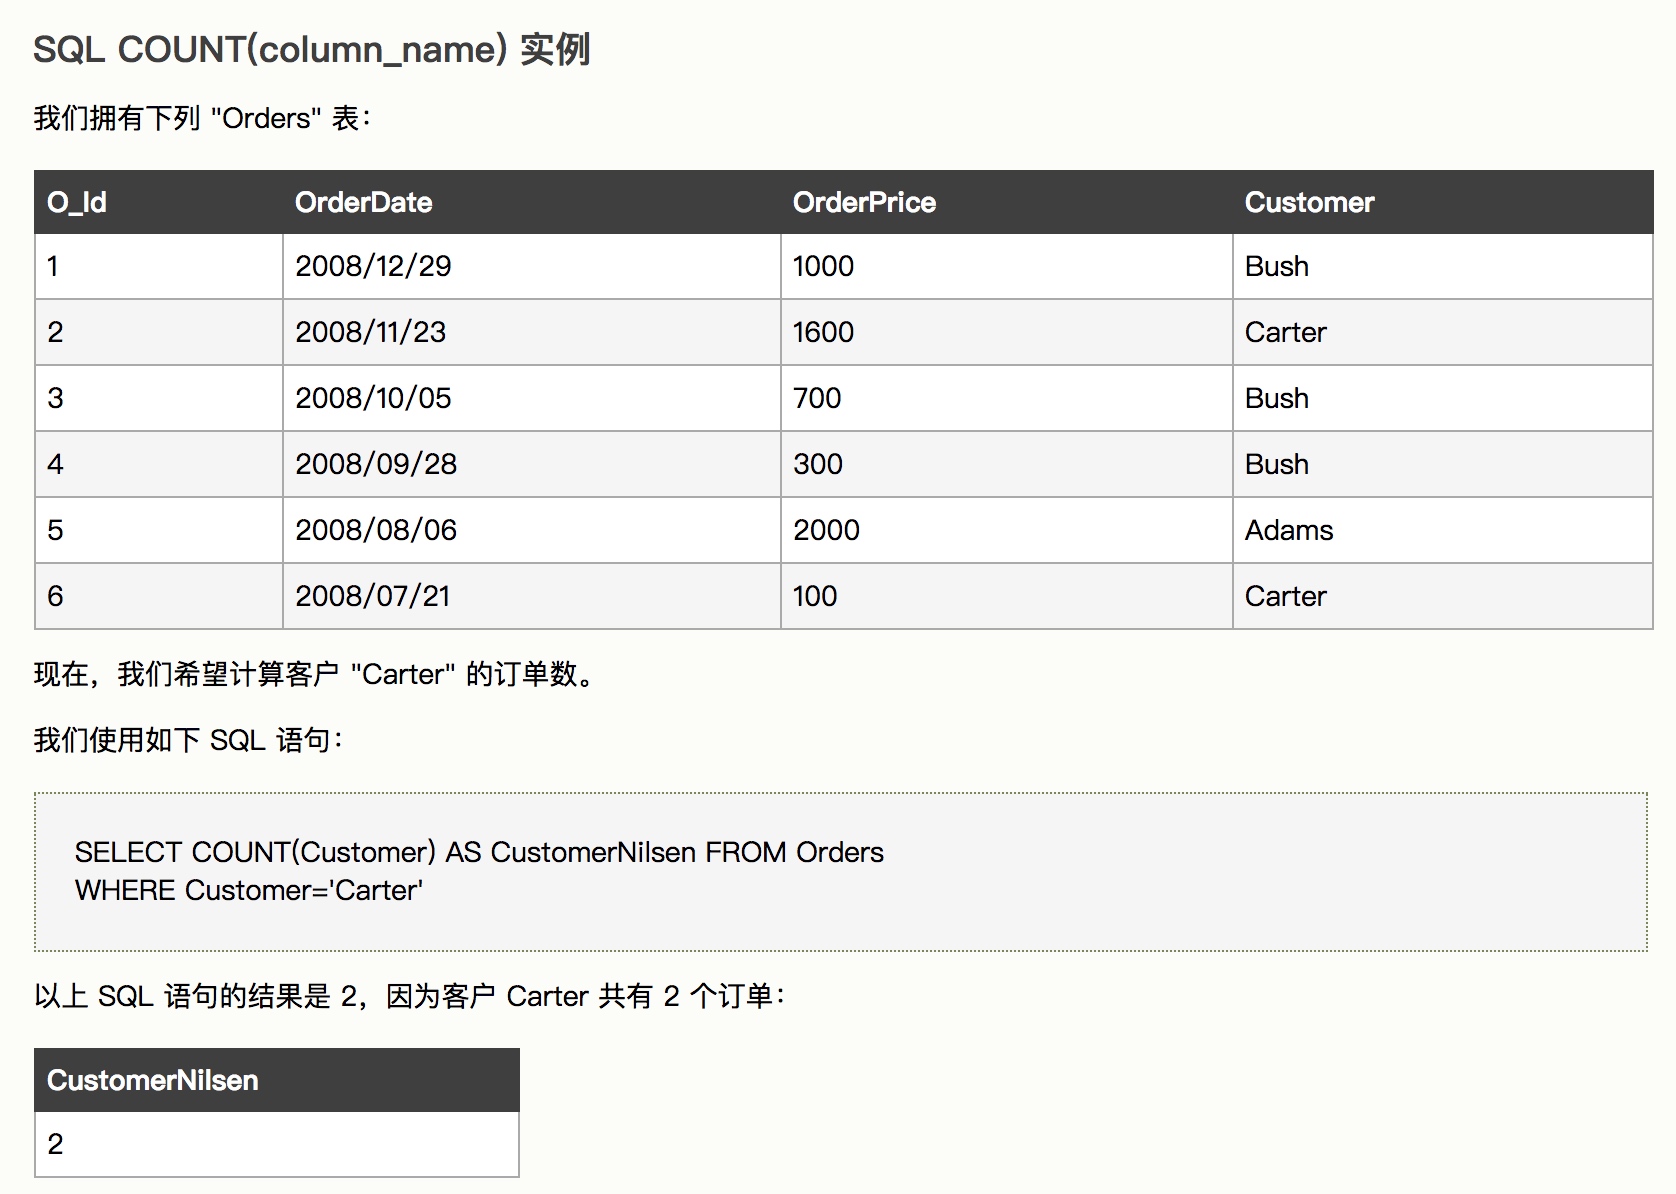 SQL COUNT(column_name) 实例
我们拥有下列 "Orders" 表：
O_Id OrderDate OrderPrice Customer
1 2008/12/29 1000 Bush
2 2008/11/23 1600 Carter
3 2008/10/05 700 Bush
4 2008/09/28 300 Bush
5 2008/08/06 2000 Adams
6 2008/07/21 100 Carter
现在，我们希望计算客户 "Carter" 的订单数。
我们使用如下 SQL 语句：
SELECT COUNT(Customer) AS CustomerNilsen FROM Orders
WHERE Customer='Carter'
以上 SQL 语句的结果是 2，因为客户 Carter 共有 2 个订单：
CustomerNilsen
2